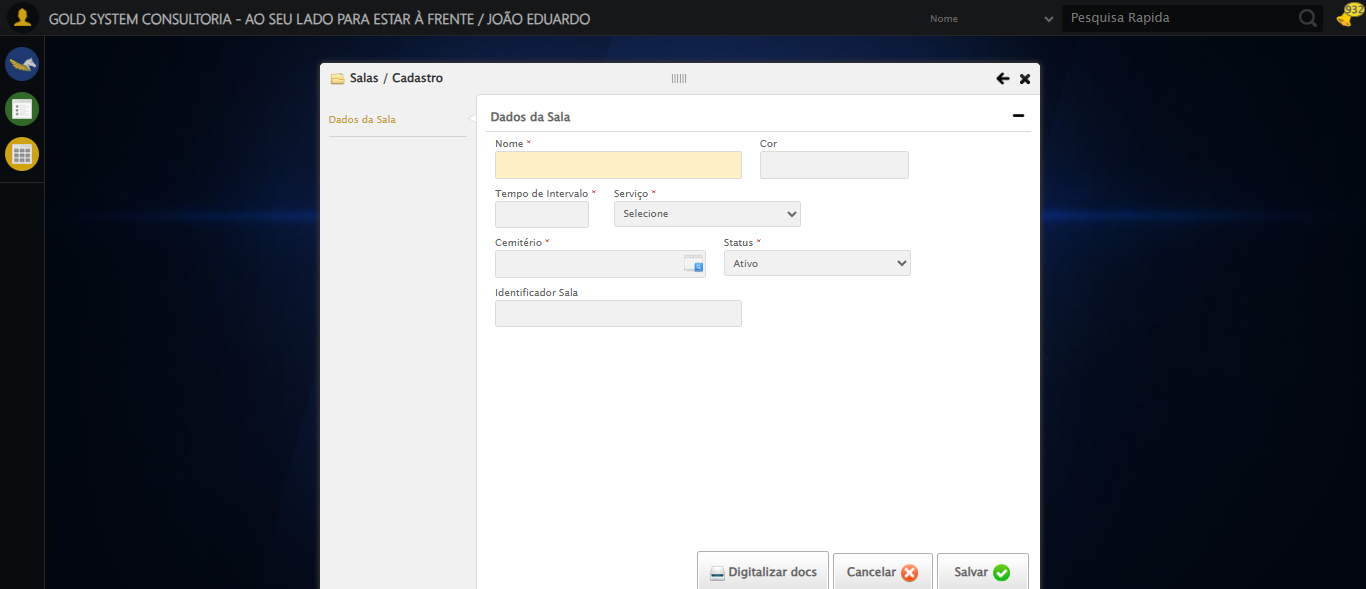 GOLD SYSTEM CONSULTORIA - AO SEU LADO PARA ESTAR À FRENTE / JOÃO EDUARDO
Nome
Pesquisa Rapida
932
Salas / Cadastro
Dados da Sala
Dados da Sala
Nome *
Cor
Tempo de Intervalo *
Serviço *
Selecione
Cemitério *
Status *
Ativo
Identificador Sala
Digitalizar docs
Cancelar
Salvar